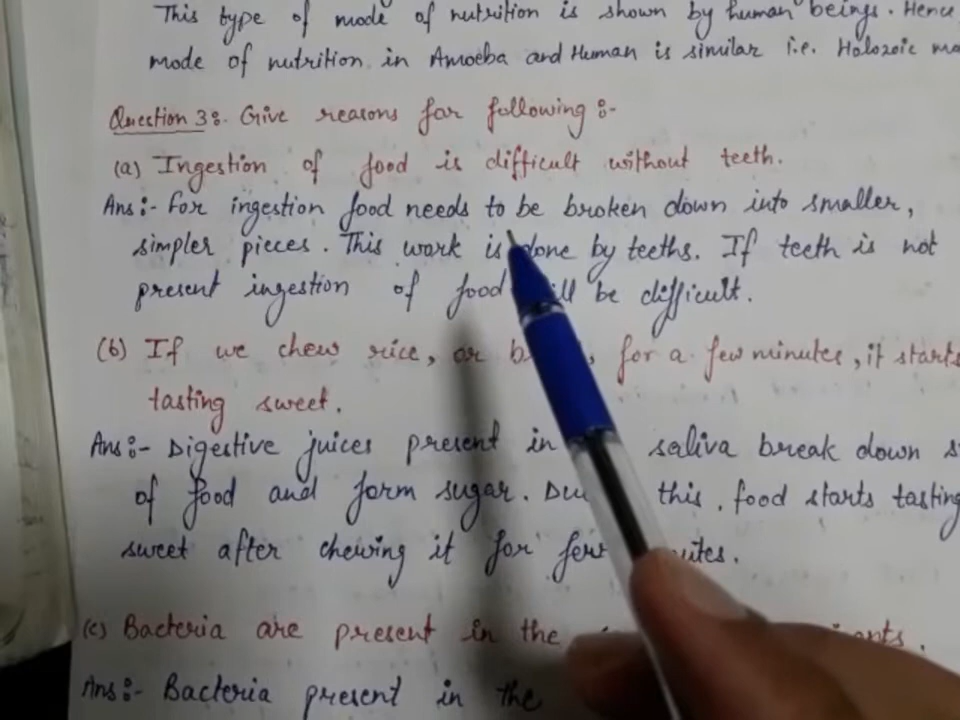 This type of mode of nutrition is shown by human beings. Hence,
mode of nutrition in Amoeba and Human is similar i.e. Holozoic
Question 3:- Give reasons for following :-
(a) Ingestion of food is difficult without teeth.
Ans:- For ingestion food needs to be broken down into smaller,
simpler pieces. This work is done by teeths. If teeth is not
present ingestion of food will be difficult.
(b) If we chew rice, or for a few minutes, it starts
tasting sweet.
Ans:- Digestive juices present in saliva break down
of food and form sugar. this, food starts tasting
sweet after chewing it for few
(c) Bacteria are present in the
Ans:- Bacteria present in the